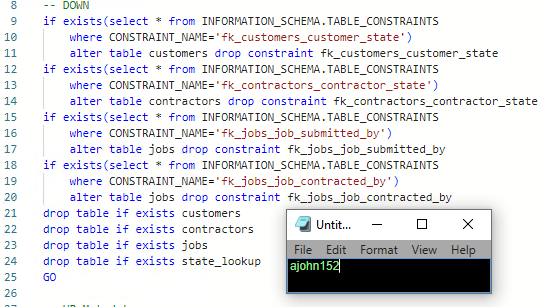 8 -- DOWN
9 if exists(select * from INFORMATION_SCHEMA.TABLE_CONSTRAINTS
10 where CONSTRAINT_NAME='fk_customers_customer_state')
11 alter table customers drop constraint fk_customers_customer_state
12 if exists(select * from INFORMATION_SCHEMA.TABLE_CONSTRAINTS
13 where CONSTRAINT_NAME='fk_contractors_contractor_state')
14 alter table contractors drop constraint fk_contractors_contractor_state
15 if exists(select * from INFORMATION_SCHEMA.TABLE_CONSTRAINTS
16 where CONSTRAINT_NAME='fk_jobs_job_submitted_by')
17 alter table jobs drop constraint fk_jobs_job_submitted_by
18 if exists(select * from INFORMATION_SCHEMA.TABLE_CONSTRAINTS
19 where CONSTRAINT_NAME='fk_jobs_job_contracted_by')
20 alter table jobs drop constraint fk_jobs_job_contracted_by
21 drop table if exists customers
22 drop table if exists contractors
23 drop table if exists jobs
24 drop table if exists state_lookup
25 GO
26
Untit...
File Edit Format View Help
ajohn152